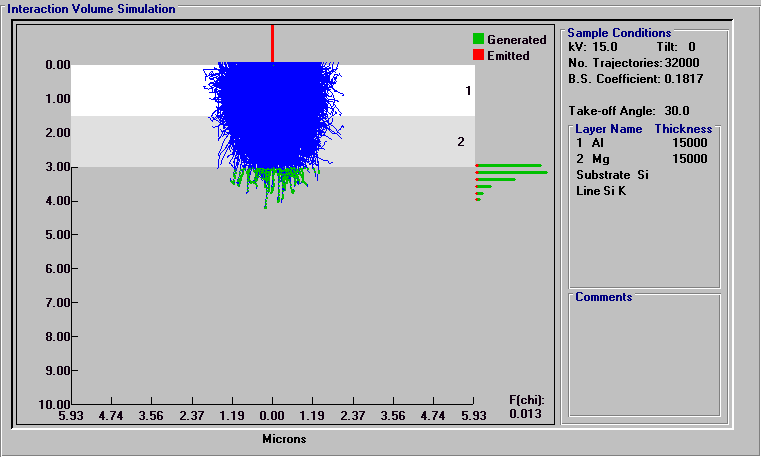 Interaction Volume Simulation
Generated
Emitted
0.00
1.00
2.00
3.00
4.00
5.00
6.00
7.00
8.00
9.00
10.00
1
2
5.93 4.74 3.56 2.37 1.19 0.00 1.19 2.37 3.56 4.74 5.93
Microns
F(chi):
0.013
Sample Conditions
kV: 15.0 Tilt: 0
No. Trajectories: 32000
B.S. Coefficient: 0.1817
Take-off Angle: 30.0
Layer Name Thickness
1 Al 15000
2 Mg 15000
Substrate Si
Line Si K
Comments